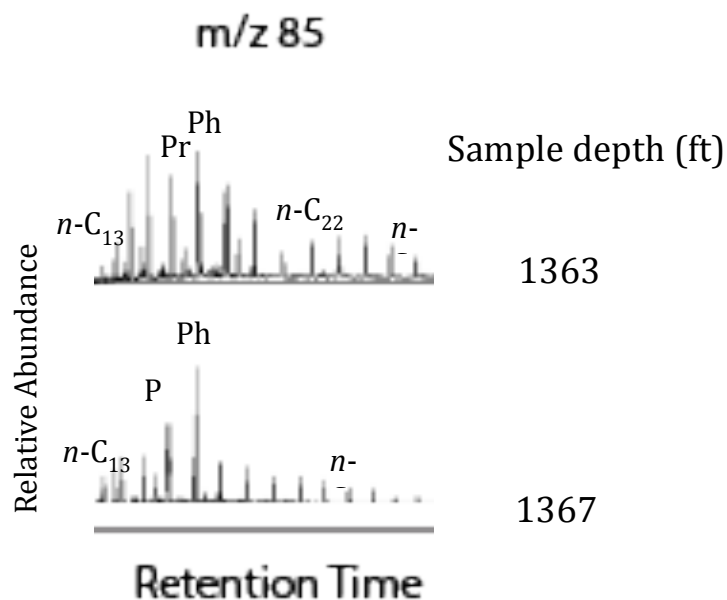 m/z 85
Ph
Pr
Sample depth (ft)
n-C₁₃
n-C₂₂
n-
1363
Relative Abundance
Ph
P
n-C₁₃
n-
1367
Retention Time